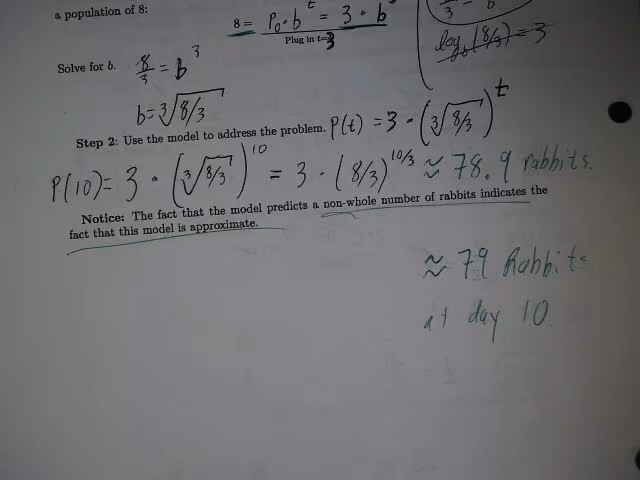 a population of 8:
8 = P₀·b^t = 3·b³
Plug in t=3
8/3 = b
log_b(8/3) = 3
Solve for b. 8/3 = b³
b = ∛8/3
Step 2: Use the model to address the problem. P(t) = 3·(∛8/3)^t
P(10) = 3·(∛8/3)^10 = 3·(8/3)^10/3 ≈ 78.9 rabbits.
Notice: The fact that the model predicts a non-whole number of rabbits indicates the
fact that this model is approximate.
≈ 79 Rabbits
at day 10.